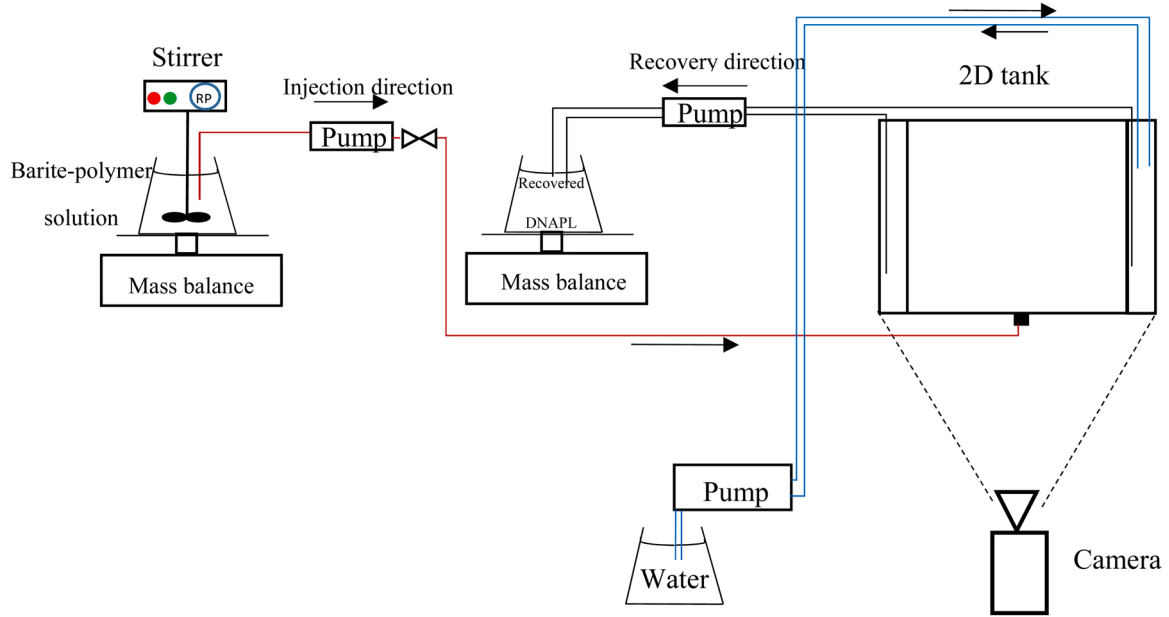 Stirrer
RP
Injection direction
Pump
Barite-polymer
solution
Mass balance
Recovery direction
Pump
Recovered
DNAPL
Mass balance
2D tank
Pump
Water
Camera